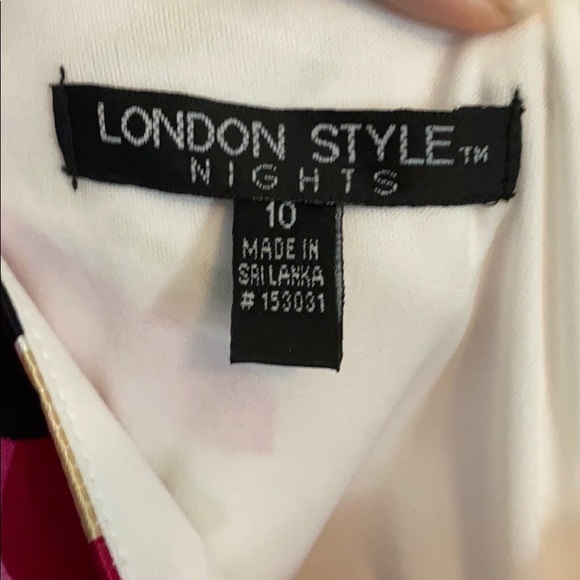 LONDON STYLE™
NIGHTS
10
MADE IN
SRI LANKA
# 153031